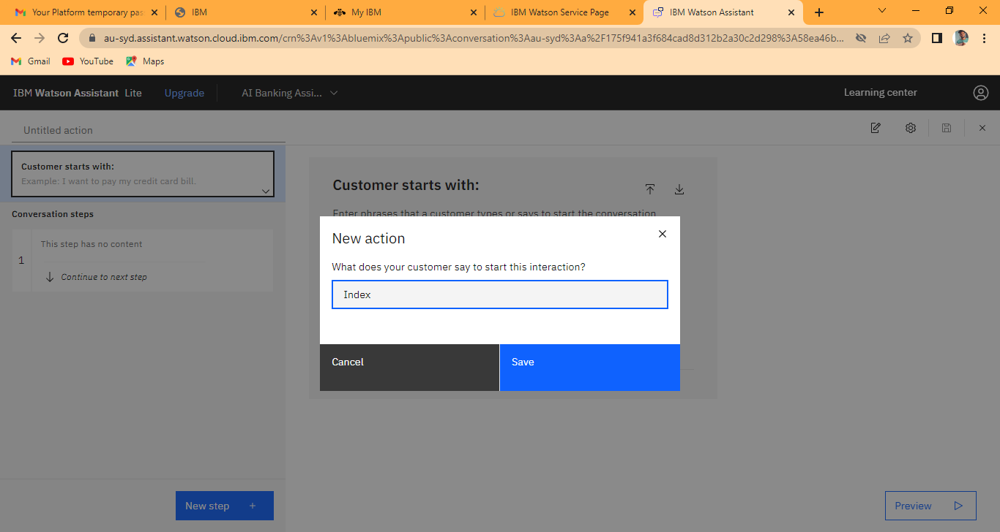 Your Platform temporary pas
IBM
My IBM
IBM Watson Service Page
IBM Watson Assistant
au-syd.assistant.watson.cloud.ibm.com/crn%3Av1%3Abluemix%3Apublic%3Aconversation%3Aau-syd%3Aa%2F175f941a3f684cad8d312b2a30c2d298%3A58ea46b...
Gmail
YouTube
Maps
IBM Watson Assistant Lite
Upgrade
AI Banking Assi...
Learning center
Untitled action
Customer starts with:
Example: I want to pay my credit card bill.
Conversation steps
1
This step has no content
Continue to next step
Customer starts with:
Enter phrases that a customer types or says to start the conversation
New action
What does your customer say to start this interaction?
Index
Cancel
Save
New step +
Preview